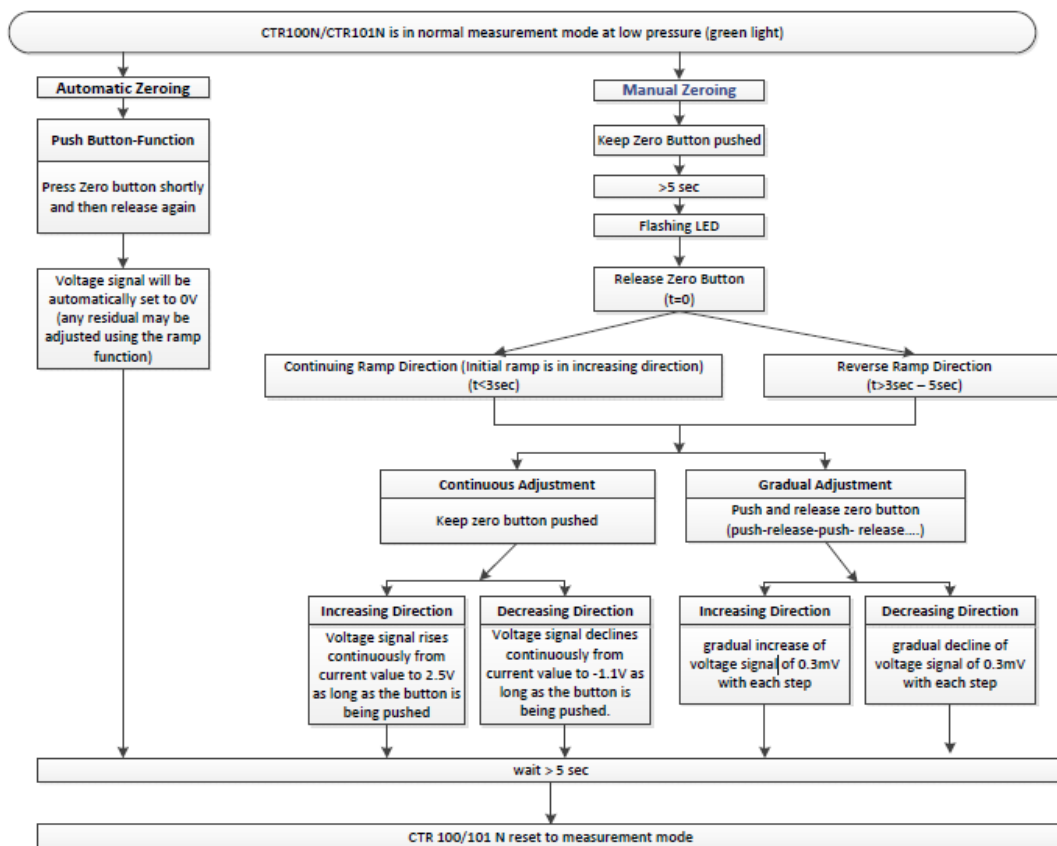 CTR100N/CTR101N is in normal measurement mode at low pressure (green light)
Automatic Zeroing
Push Button-Function
Press Zero button shortly
and then release again
Voltage signal will be
automatically set to 0V
(any residual may be
adjusted using the ramp
function)
Manual Zeroing
Keep Zero Button pushed
>5 sec
Flashing LED
Release Zero Button
(t=0)
Continuing Ramp Direction (Initial ramp is in increasing direction)
(t<3sec)
Reverse Ramp Direction
(t>3sec – 5sec)
Continuous Adjustment
Keep zero button pushed
Gradual Adjustment
Push and release zero button
(push-release-push- release....)
Increasing Direction
Voltage signal rises
continuously from
current value to 2.5V
as long as the button is
being pushed
Decreasing Direction
Voltage signal declines
continuously from
current value to -1.1V as
long as the button is
being pushed.
Increasing Direction
gradual increase of
voltage signal of 0.3mV
with each step
Decreasing Direction
gradual decline of
voltage signal of 0.3mV
with each step
wait > 5 sec
CTR 100/101 N reset to measurement mode